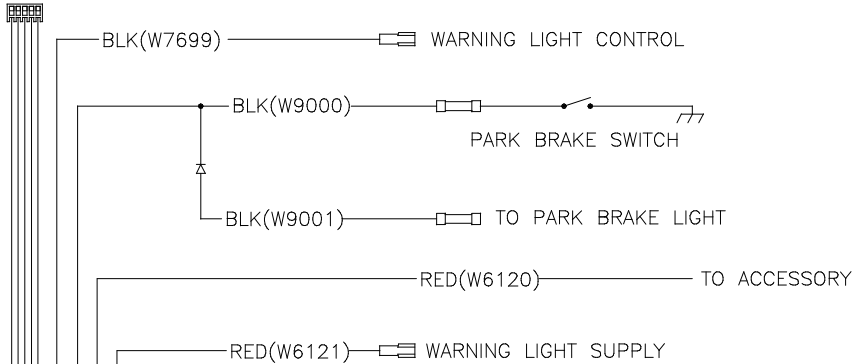 BLK(W7699) WARNING LIGHT CONTROL
BLK(W9000)
PARK BRAKE SWITCH
BLK(W9001) TO PARK BRAKE LIGHT
RED(W6120) TO ACCESSORY
RED(W6121) WARNING LIGHT SUPPLY